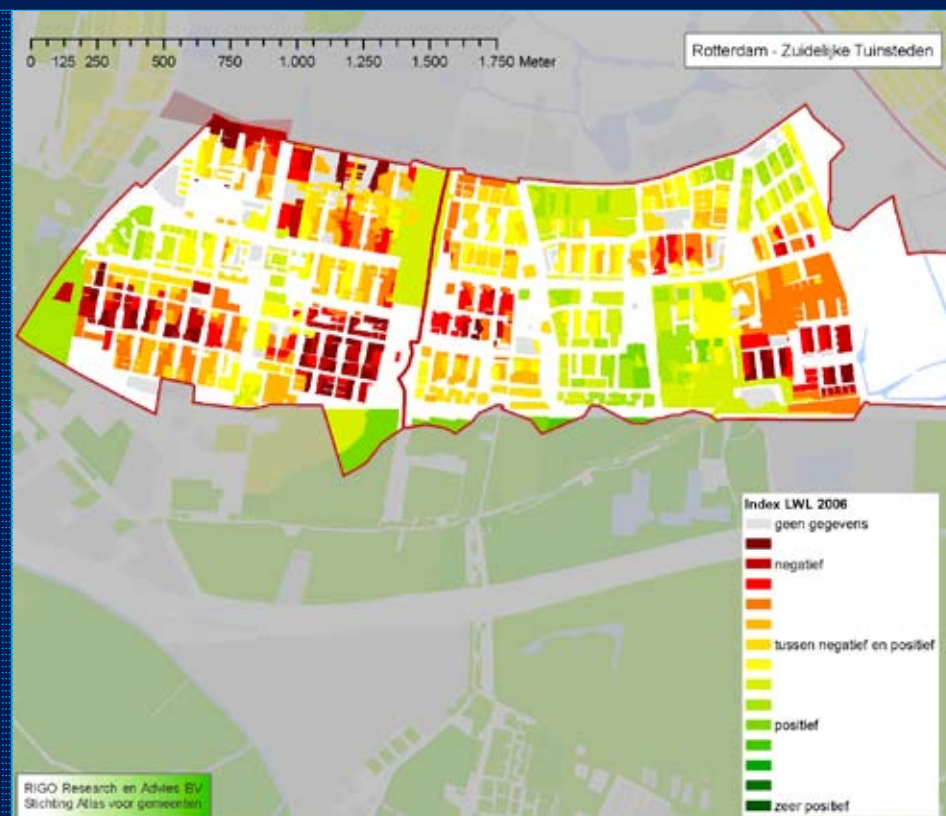 0 125 250 500 750 1.000 1.250 1.500 1.750 Meter
Rotterdam - Zuidelijke Tuinsteden
Index LWL 2006
geen gegevens
negatief
tussen negatief en positief
positief
zeer positief
RIGO Research en Advies BV
Stichting Atlas voor gemeenten